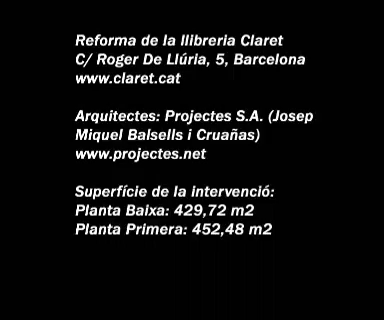 Reforma de la llibreria Claret
C/ Roger De Llúria, 5, Barcelona
www.claret.cat
Arquitectes: Projectes S.A. (Josep
Miquel Balsells i Cruañas)
www.projectes.net
Superfície de la intervenció:
Planta Baixa: 429,72 m2
Planta Primera: 452,48 m2